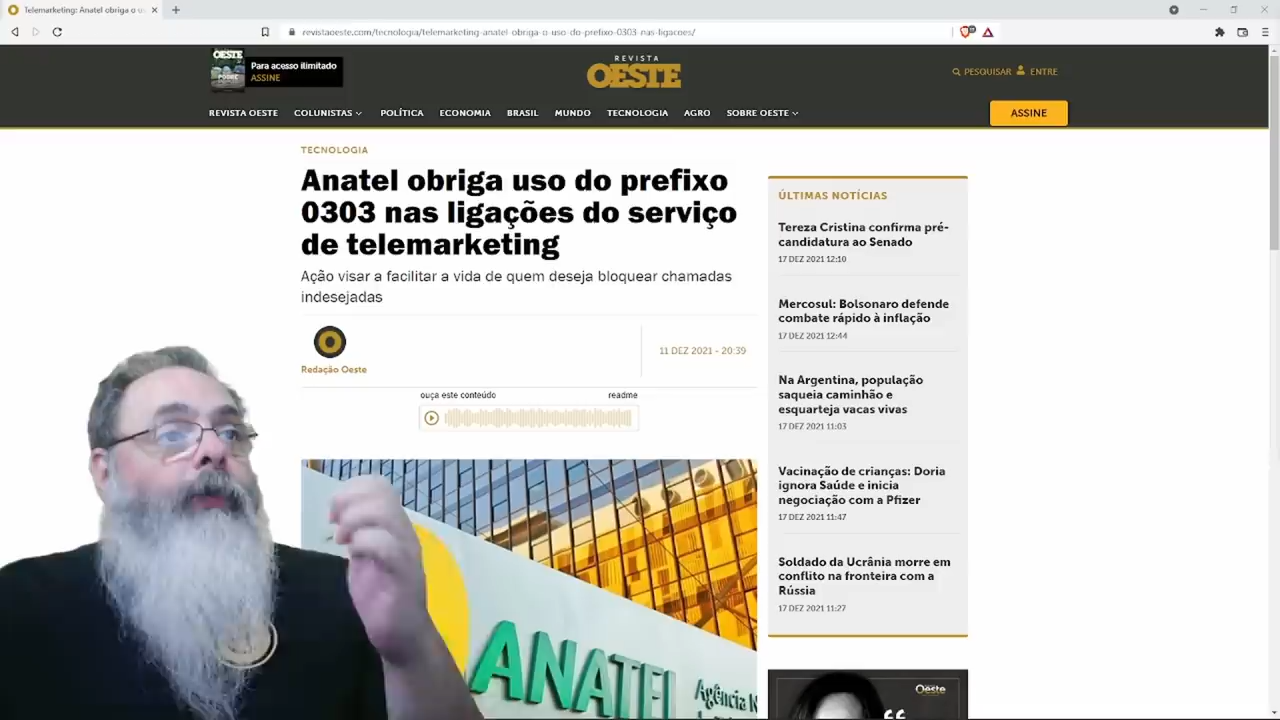 Telemarketing: Anatel obriga o u
revistaoeste.com/tecnologia/telemarketing-anatel-obriga-o-uso-do-prefixo-0303-nas-ligacoes/
OESTE
Para acesso ilimitado
ASSINE
REVISTA
OESTE
PESQUISAR
ENTRE
REVISTA OESTE
COLUNISTAS
POLÍTICA
ECONOMIA
BRASIL
MUNDO
TECNOLOGIA
AGRO
SOBRE OESTE
ASSINE
TECNOLOGIA
Anatel obriga uso do prefixo
0303 nas ligações do serviço
de telemarketing
Ação visar a facilitar a vida de quem deseja bloquear chamadas
indesejadas
Redação Oeste
11 DEZ 2021 - 20:39
ouça este conteúdo
readme
ANATEL
Agência N
ÚLTIMAS NOTÍCIAS
Tereza Cristina confirma pré-
candidatura ao Senado
17 DEZ 2021 12:10
Mercosul: Bolsonaro defende
combate rápido à inflação
17 DEZ 2021 12:44
Na Argentina, população
saqueia caminhão e
esquarteja vacas vivas
17 DEZ 2021 11:03
Vacinação de crianças: Doria
ignora Saúde e inicia
negociação com a Pfizer
17 DEZ 2021 11:47
Soldado da Ucrânia morre em
conflito na fronteira com a
Rússia
17 DEZ 2021 11:27
Oeste